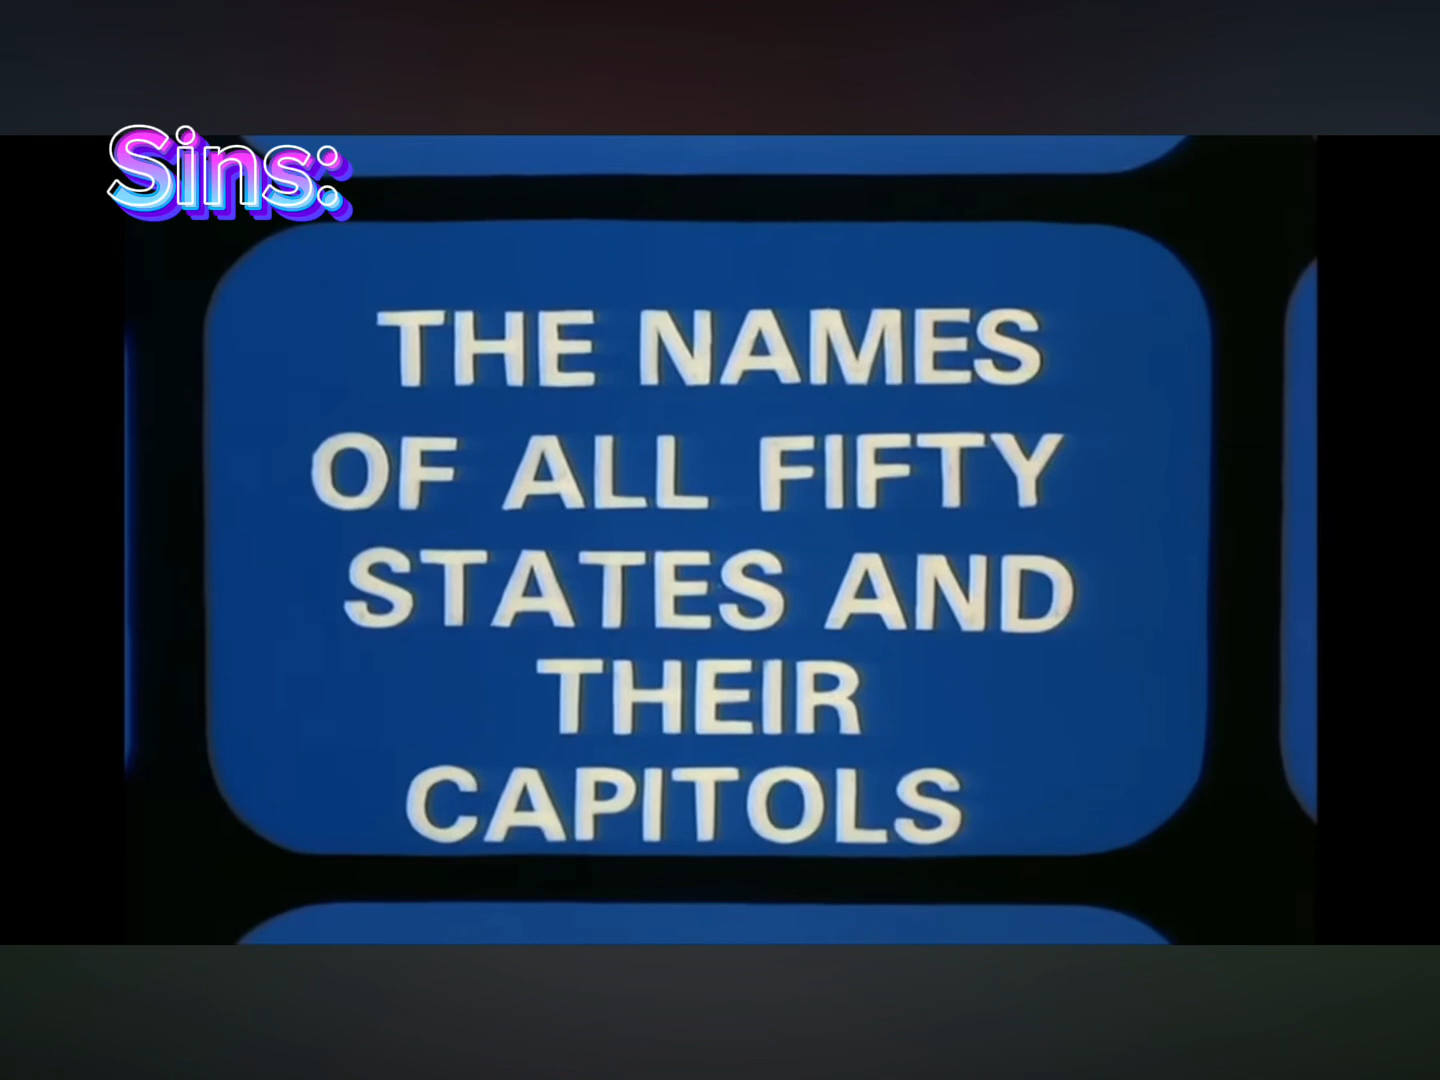 Sins:
THE NAMES
OF ALL FIFTY
STATES AND
THEIR
CAPITOLS